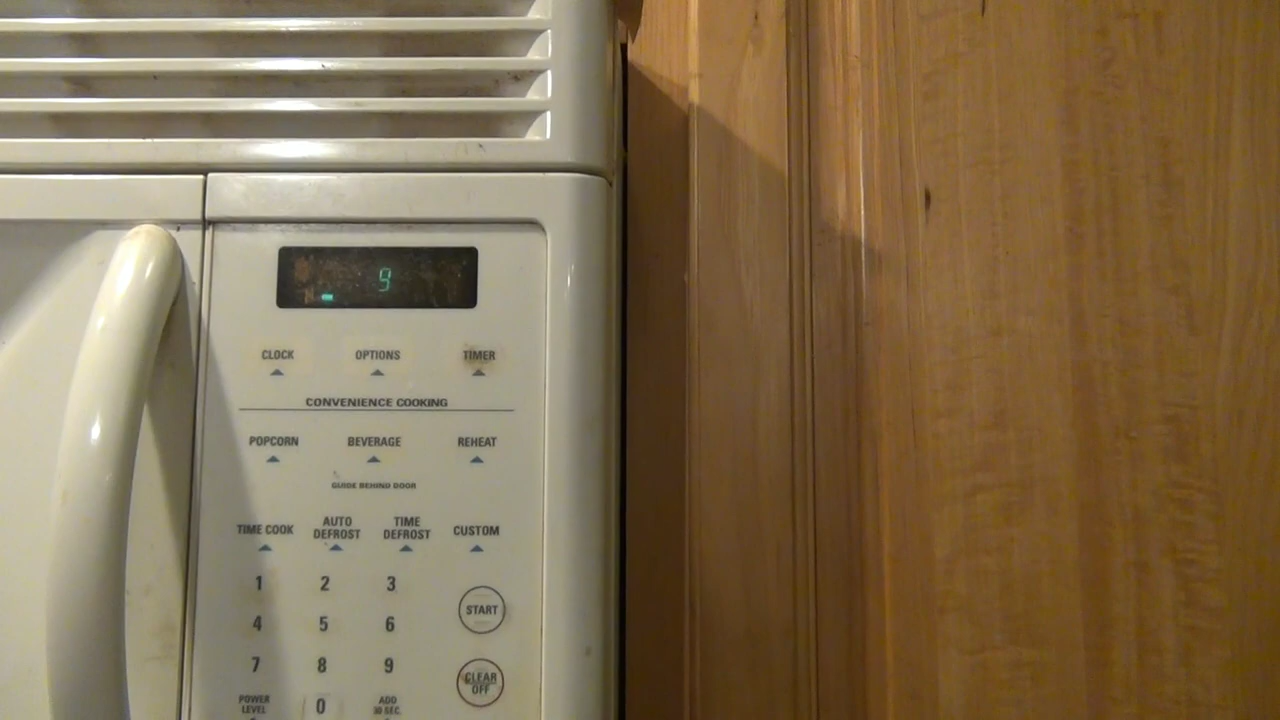 9
CLOCK OPTIONS TIMER
CONVENIENCE COOKING
POPCORN BEVERAGE REHEAT
GUIDE BEHIND DOOR
TIME COOK AUTO DEFROST TIME DEFROST CUSTOM
1 2 3
START
4 5 6
7 8 9
CLEAR
OFF
POWER LEVEL 0 ADD 30 SEC.